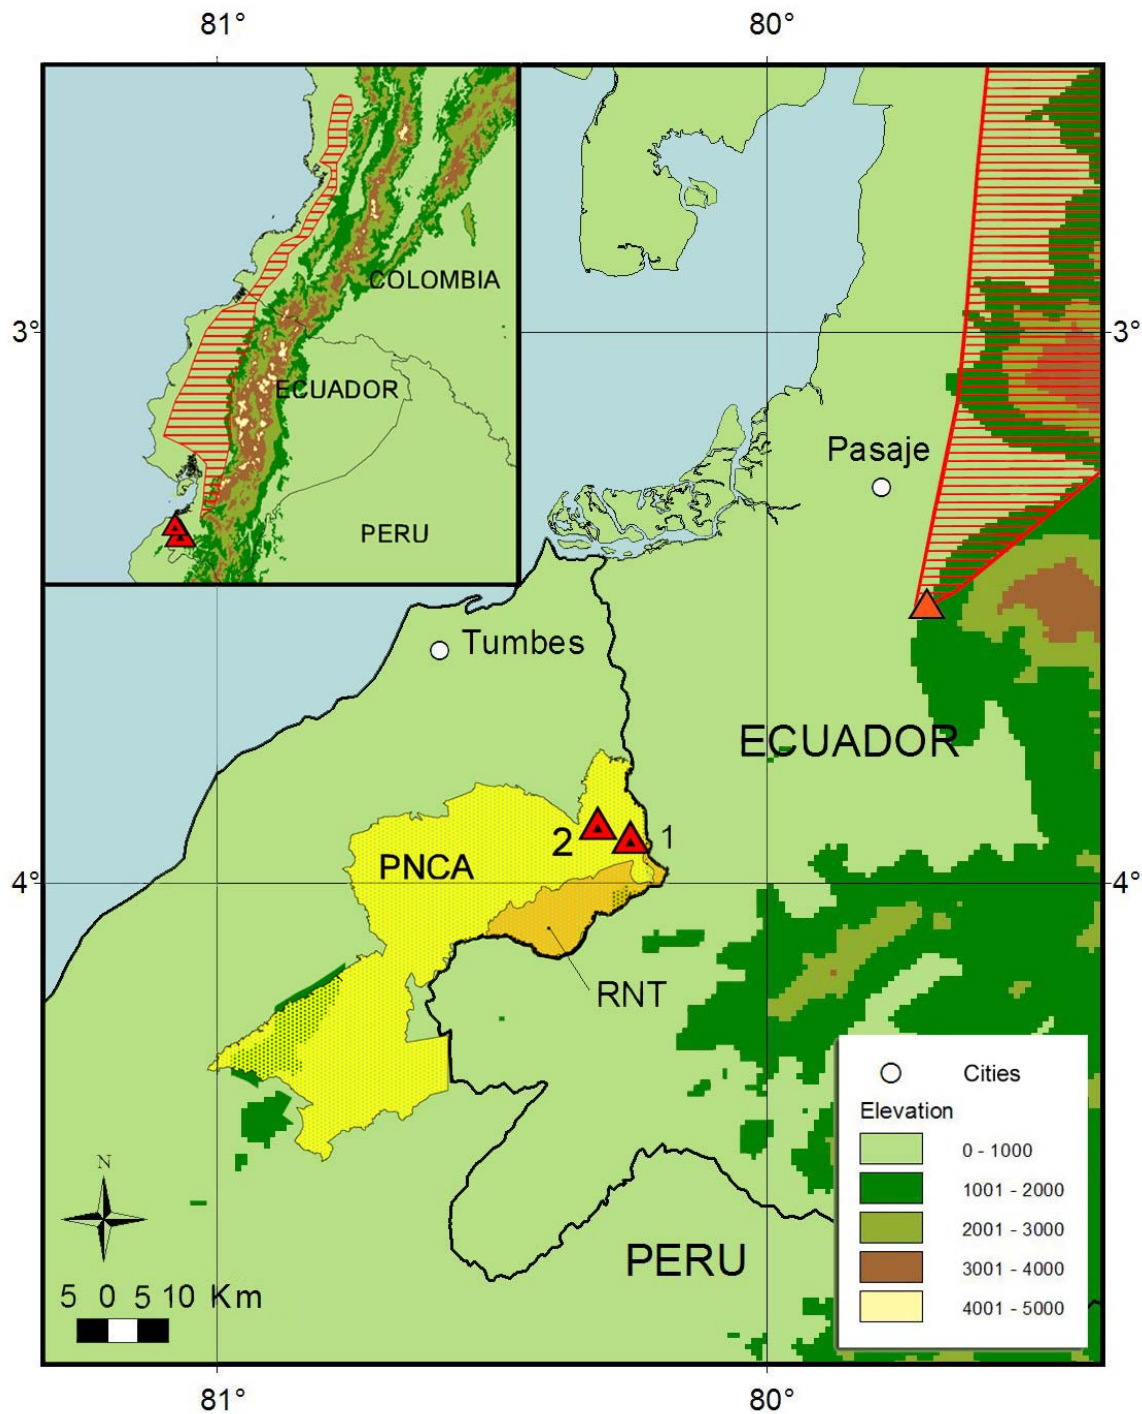 81°
80°
COLOMBIA
3°
3°
ECUADOR
Pasaje
PERU
Tumbes
ECUADOR
2
1
PNCA
4°
4°
RNT
Cities
Elevation
0 - 1000
1001 - 2000
2001 - 3000
3001 - 4000
4001 - 5000
N
PERU
5 0 5 10 Km
81°
80°